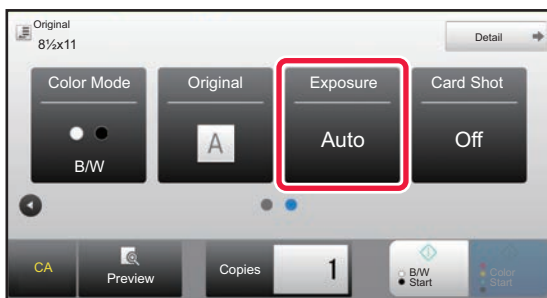 Original
8½x11
Detail
Color Mode
Original
Exposure
Card Shot
B/W
A
Auto
Off
CA
Preview
Copies
1
B/W
Start
Color
Start